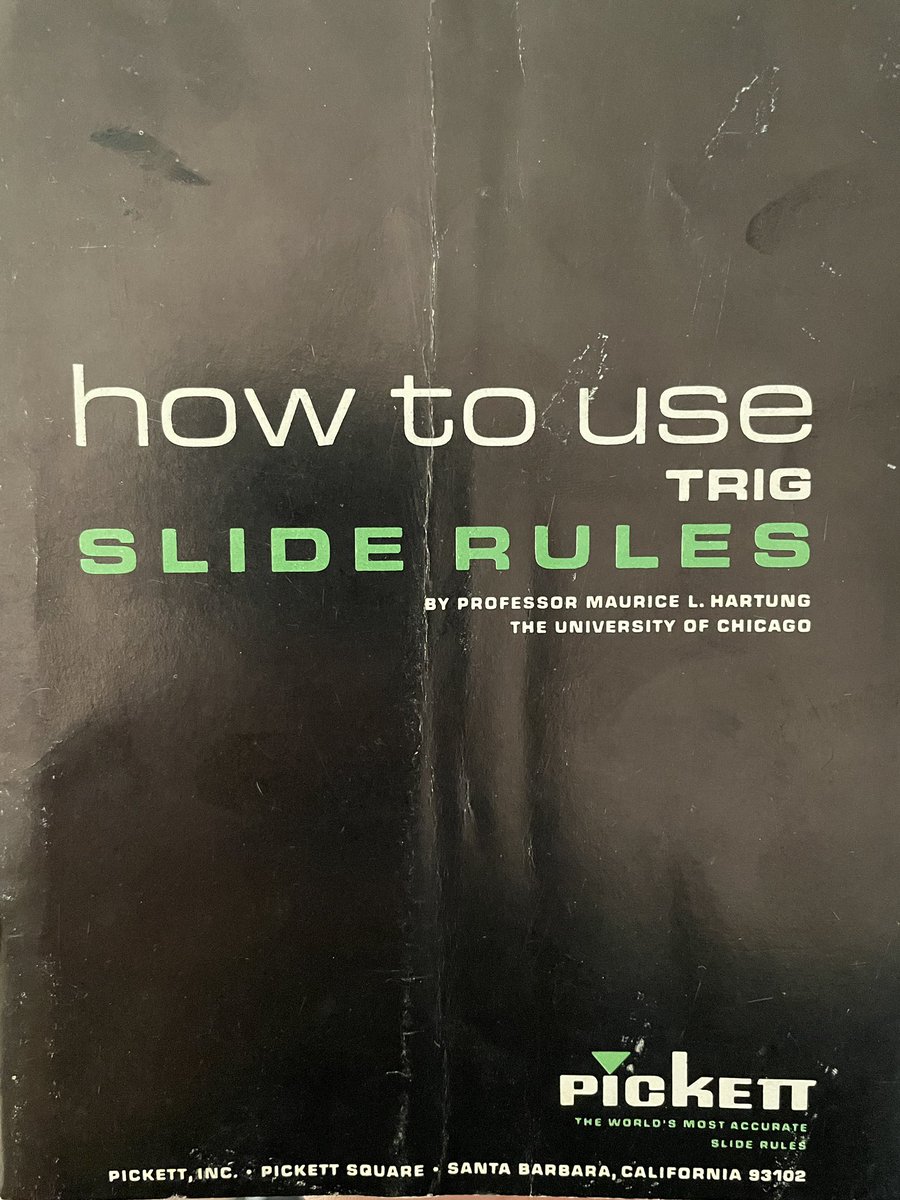 how to use
TRIG
SLIDE RULES
BY PROFESSOR MAURICE L. HARTUNG
THE UNIVERSITY OF CHICAGO
PICKETT
THE WORLD'S MOST ACCURATE
SLIDE RULES
PICKETT, INC. • PICKETT SQUARE • SANTA BARBARA, CALIFORNIA 93102